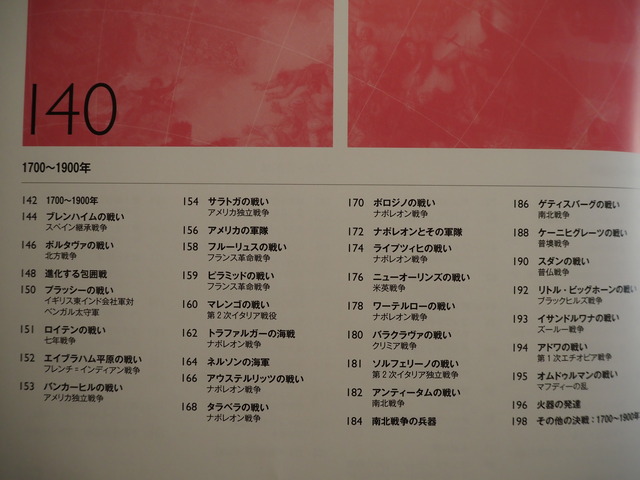 140
1700〜1900年
142 1700〜1900年
144 ブレンハイムの戦い
スペイン継承戦争
146 ポルタヴァの戦い
北方戦争
148 進化する包囲戦
150 プラッシーの戦い
イギリス東インド会社軍対
ベンガル太守軍
151 ロイテンの戦い
七年戦争
152 エイブラハム平原の戦い
フレンチ=インディアン戦争
153 バンカーヒルの戦い
アメリカ独立戦争
154 サラトガの戦い
アメリカ独立戦争
156 アメリカの軍隊
158 フルーリュスの戦い
フランス革命戦争
159 ピラミッドの戦い
フランス革命戦争
160 マレンゴの戦い
第2次イタリア戦役
162 トラファルガーの海戦
ナポレオン戦争
164 ネルソンの海軍
166 アウステルリッツの戦い
ナポレオン戦争
168 タラベラの戦い
ナポレオン戦争
170 ボロジノの戦い
ナポレオン戦争
172 ナポレオンとその軍隊
174 ライプツィヒの戦い
ナポレオン戦争
176 ニューオーリンズの戦い
米英戦争
178 ワーテルローの戦い
ナポレオン戦争
180 バラクラヴァの戦い
クリミア戦争
181 ソルフェリーノの戦い
第2次イタリア独立戦争
182 アンティータムの戦い
南北戦争
184 南北戦争の兵器
186 ゲティスバーグの戦い
南北戦争
188 ケーニヒグレーツの戦い
普墺戦争
190 スダンの戦い
普仏戦争
192 リトル・ビッグホーンの戦い
ブラックヒルズ戦争
193 イサンドルワナの戦い
ズールー戦争
194 アドワの戦い
第1次エチオピア戦争
195 オムドゥルマンの戦い
マフディーの乱
196 火器の発達
198 その他の決戦:1700〜1900年